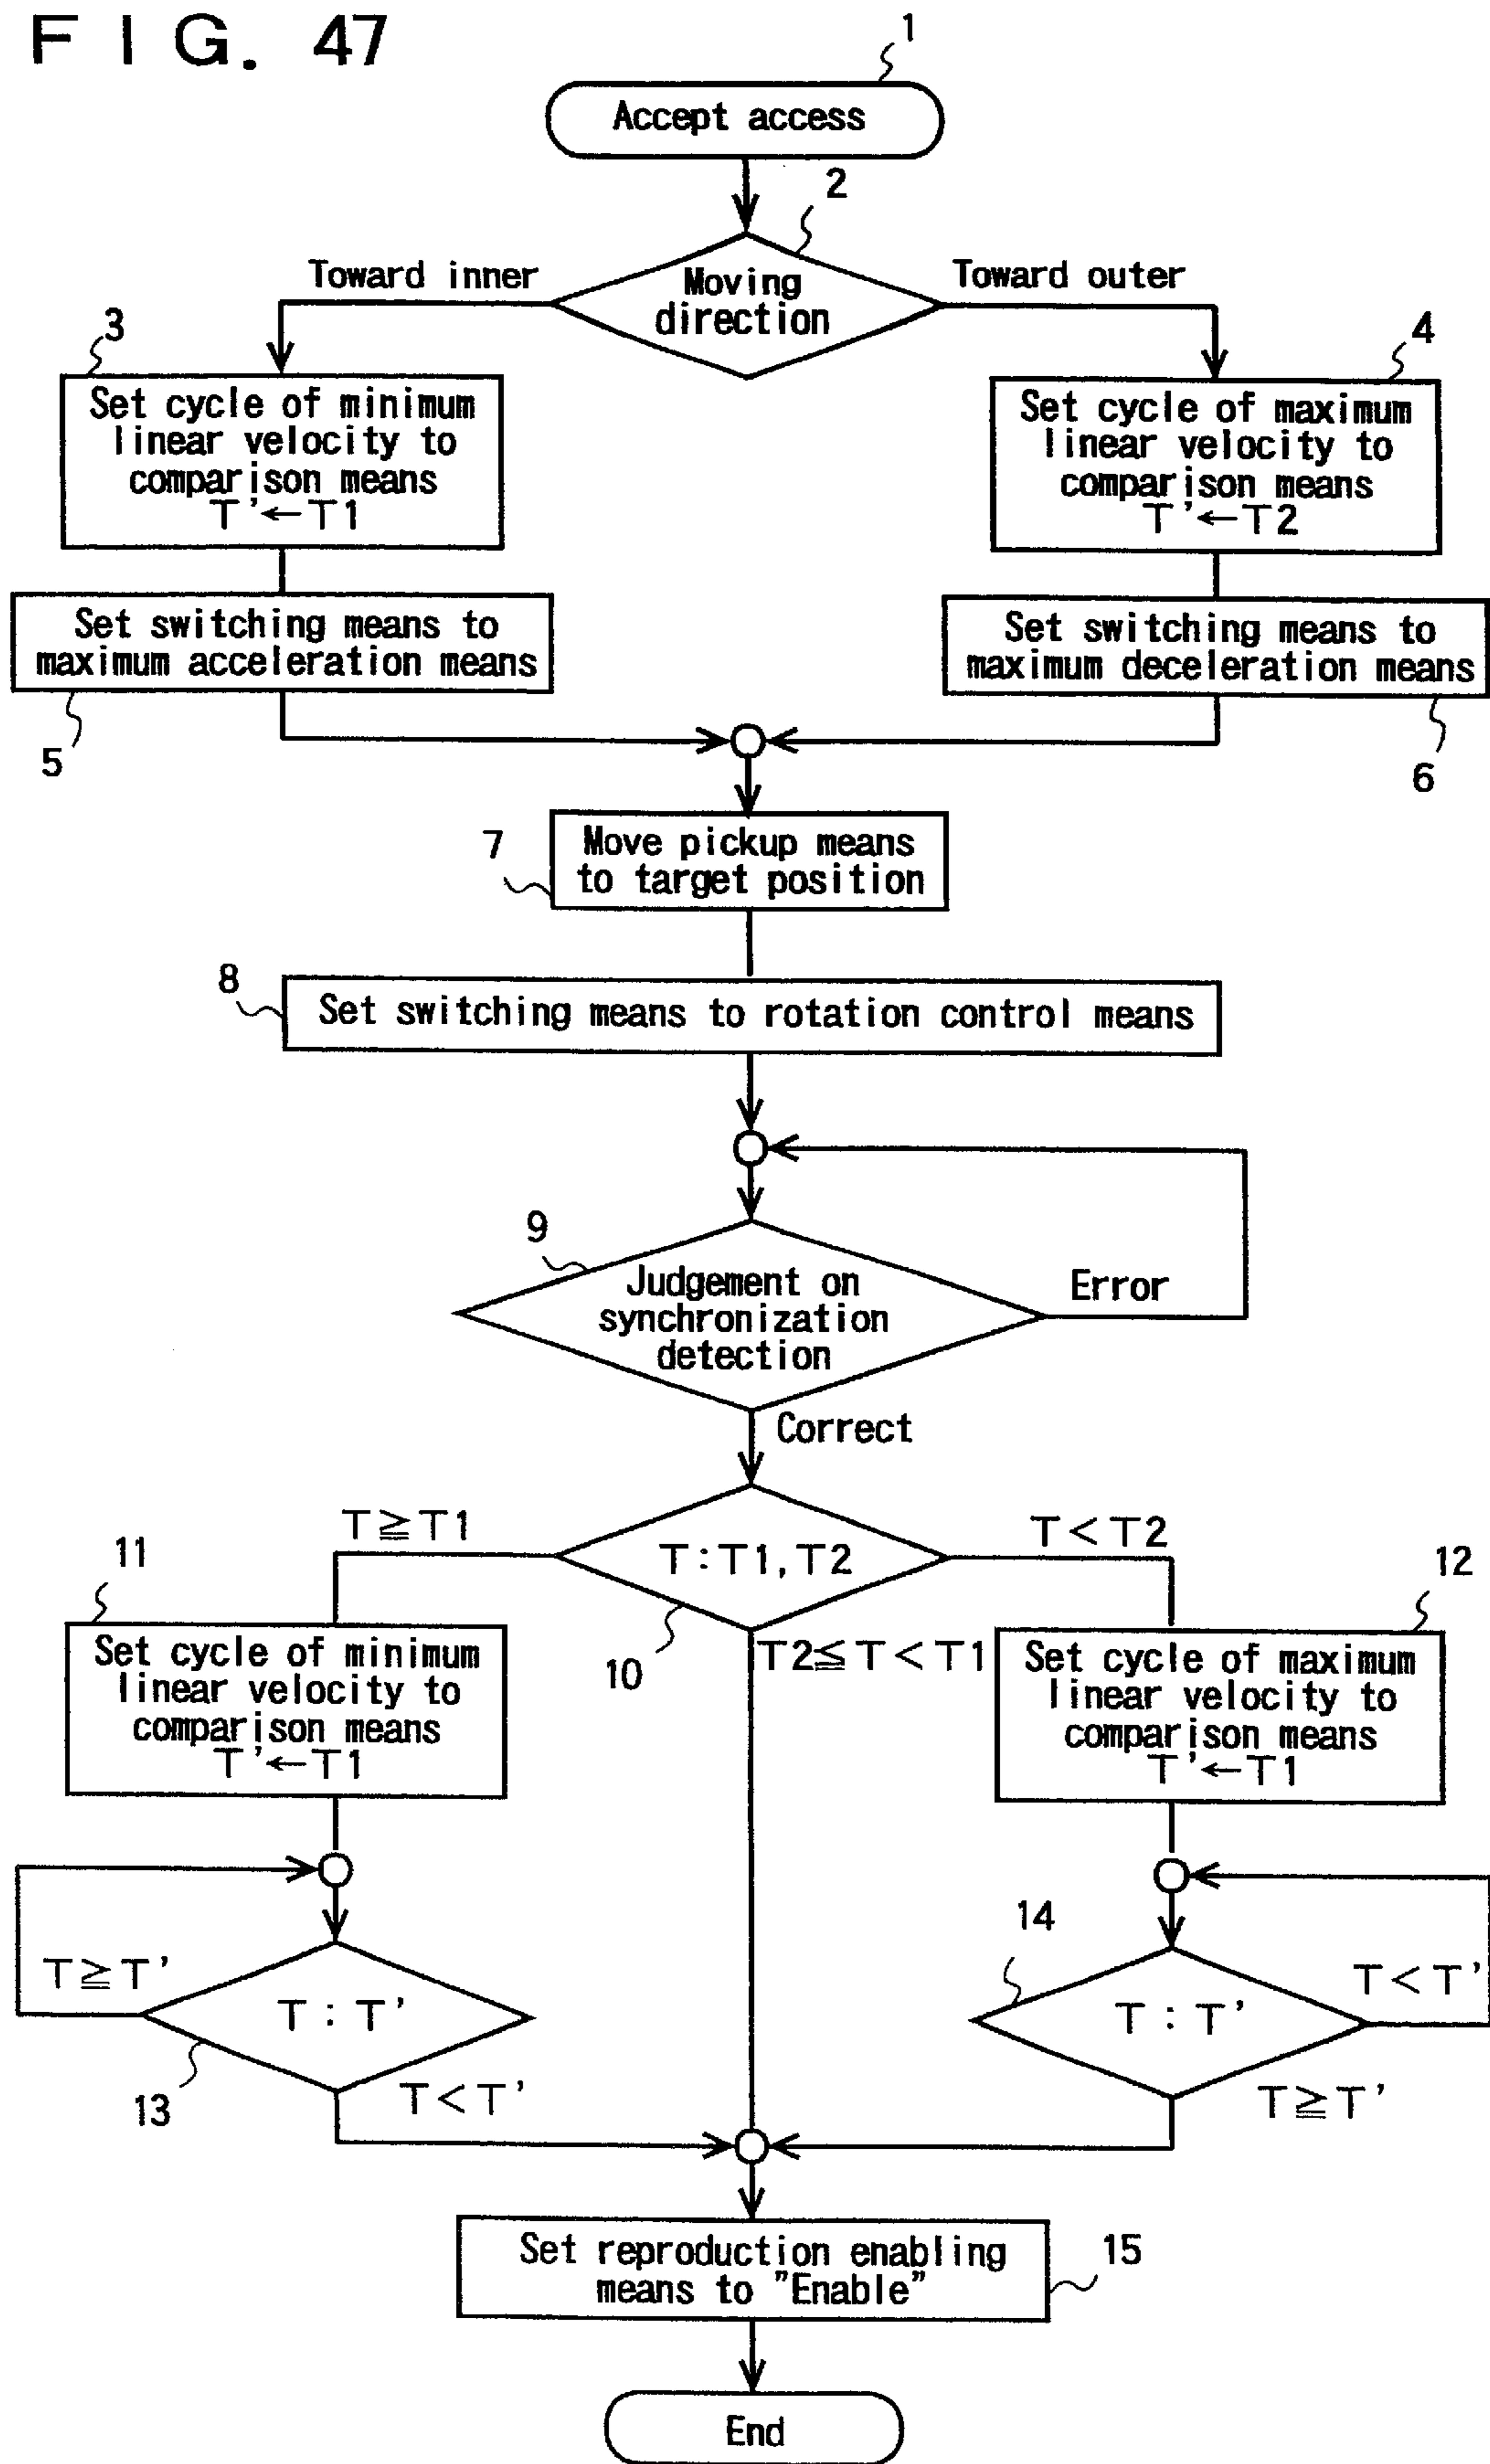 FIG. 47
1
Accept access
2
Toward inner
Moving
direction
Toward outer
3
Set cycle of minimum
linear velocity to
comparison means
T'←T1
4
Set cycle of maximum
linear velocity to
comparison means
T'←T2
Set switching means to
maximum acceleration means
5
Set switching means to
maximum deceleration means
6
7
Move pickup means
to target position
8
Set switching means to rotation control means
9
Judgement on
synchronization
detection
Error
Correct
T≧T1
T:T1,T2
T<T2
10
T2≦T<T1
11
Set cycle of minimum
linear velocity to
comparison means
T'←T1
12
Set cycle of maximum
linear velocity to
comparison means
T'←T1
T≧T'
T:T'
13
T<T'
14
T:T'
T<T'
T≧T'
Set reproduction enabling
means to "Enable"
15
End